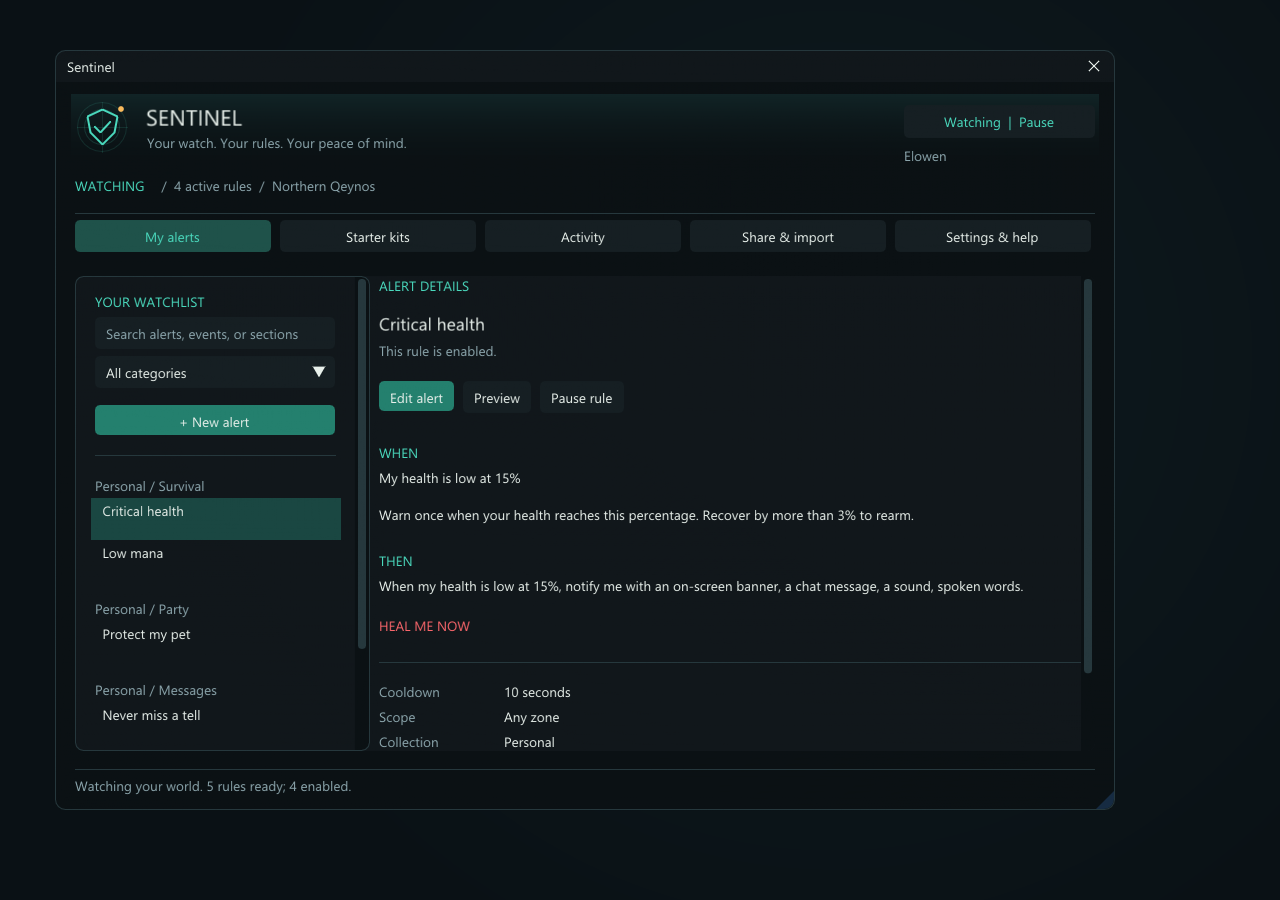 Sentinel
SENTINEL
Your watch. Your rules. Your peace of mind.
Watching | Pause
Elowen
WATCHING / 4 active rules / Northern Qeynos
My alerts
Starter kits
Activity
Share & import
Settings & help
YOUR WATCHLIST
Search alerts, events, or sections
All categories
+ New alert
Personal / Survival
Critical health
Low mana
Personal / Party
Protect my pet
Personal / Messages
Never miss a tell
ALERT DETAILS
Critical health
This rule is enabled.
Edit alert
Preview
Pause rule
WHEN
My health is low at 15%
Warn once when your health reaches this percentage. Recover by more than 3% to rearm.
THEN
When my health is low at 15%, notify me with an on-screen banner, a chat message, a sound, spoken words.
HEAL ME NOW
Cooldown 10 seconds
Scope Any zone
Collection Personal
Watching your world. 5 rules ready; 4 enabled.